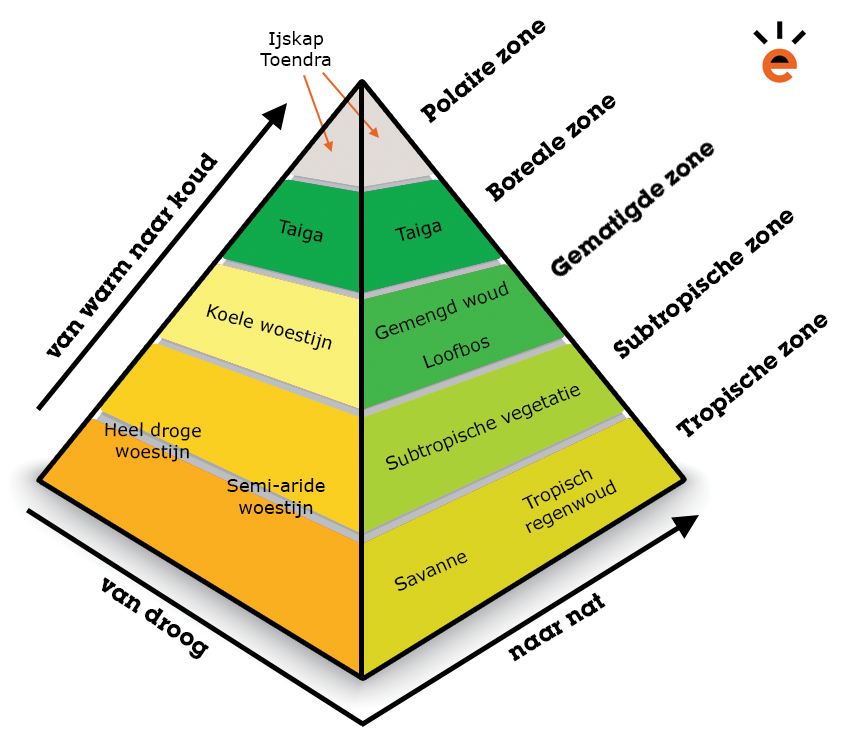 Ijskap
Toendra
Polaire zone
Boreale zone
Gematigde zone
Subtropische zone
Tropische zone
van warm naar koud
Taiga
Taiga
Koele woestijn
Gemengd woud
Loofbos
Heel droge
woestijn
Semi-aride
woestijn
Subtropische vegetatie
Tropisch
regenwoud
Savanne
van droog
naar nat
e